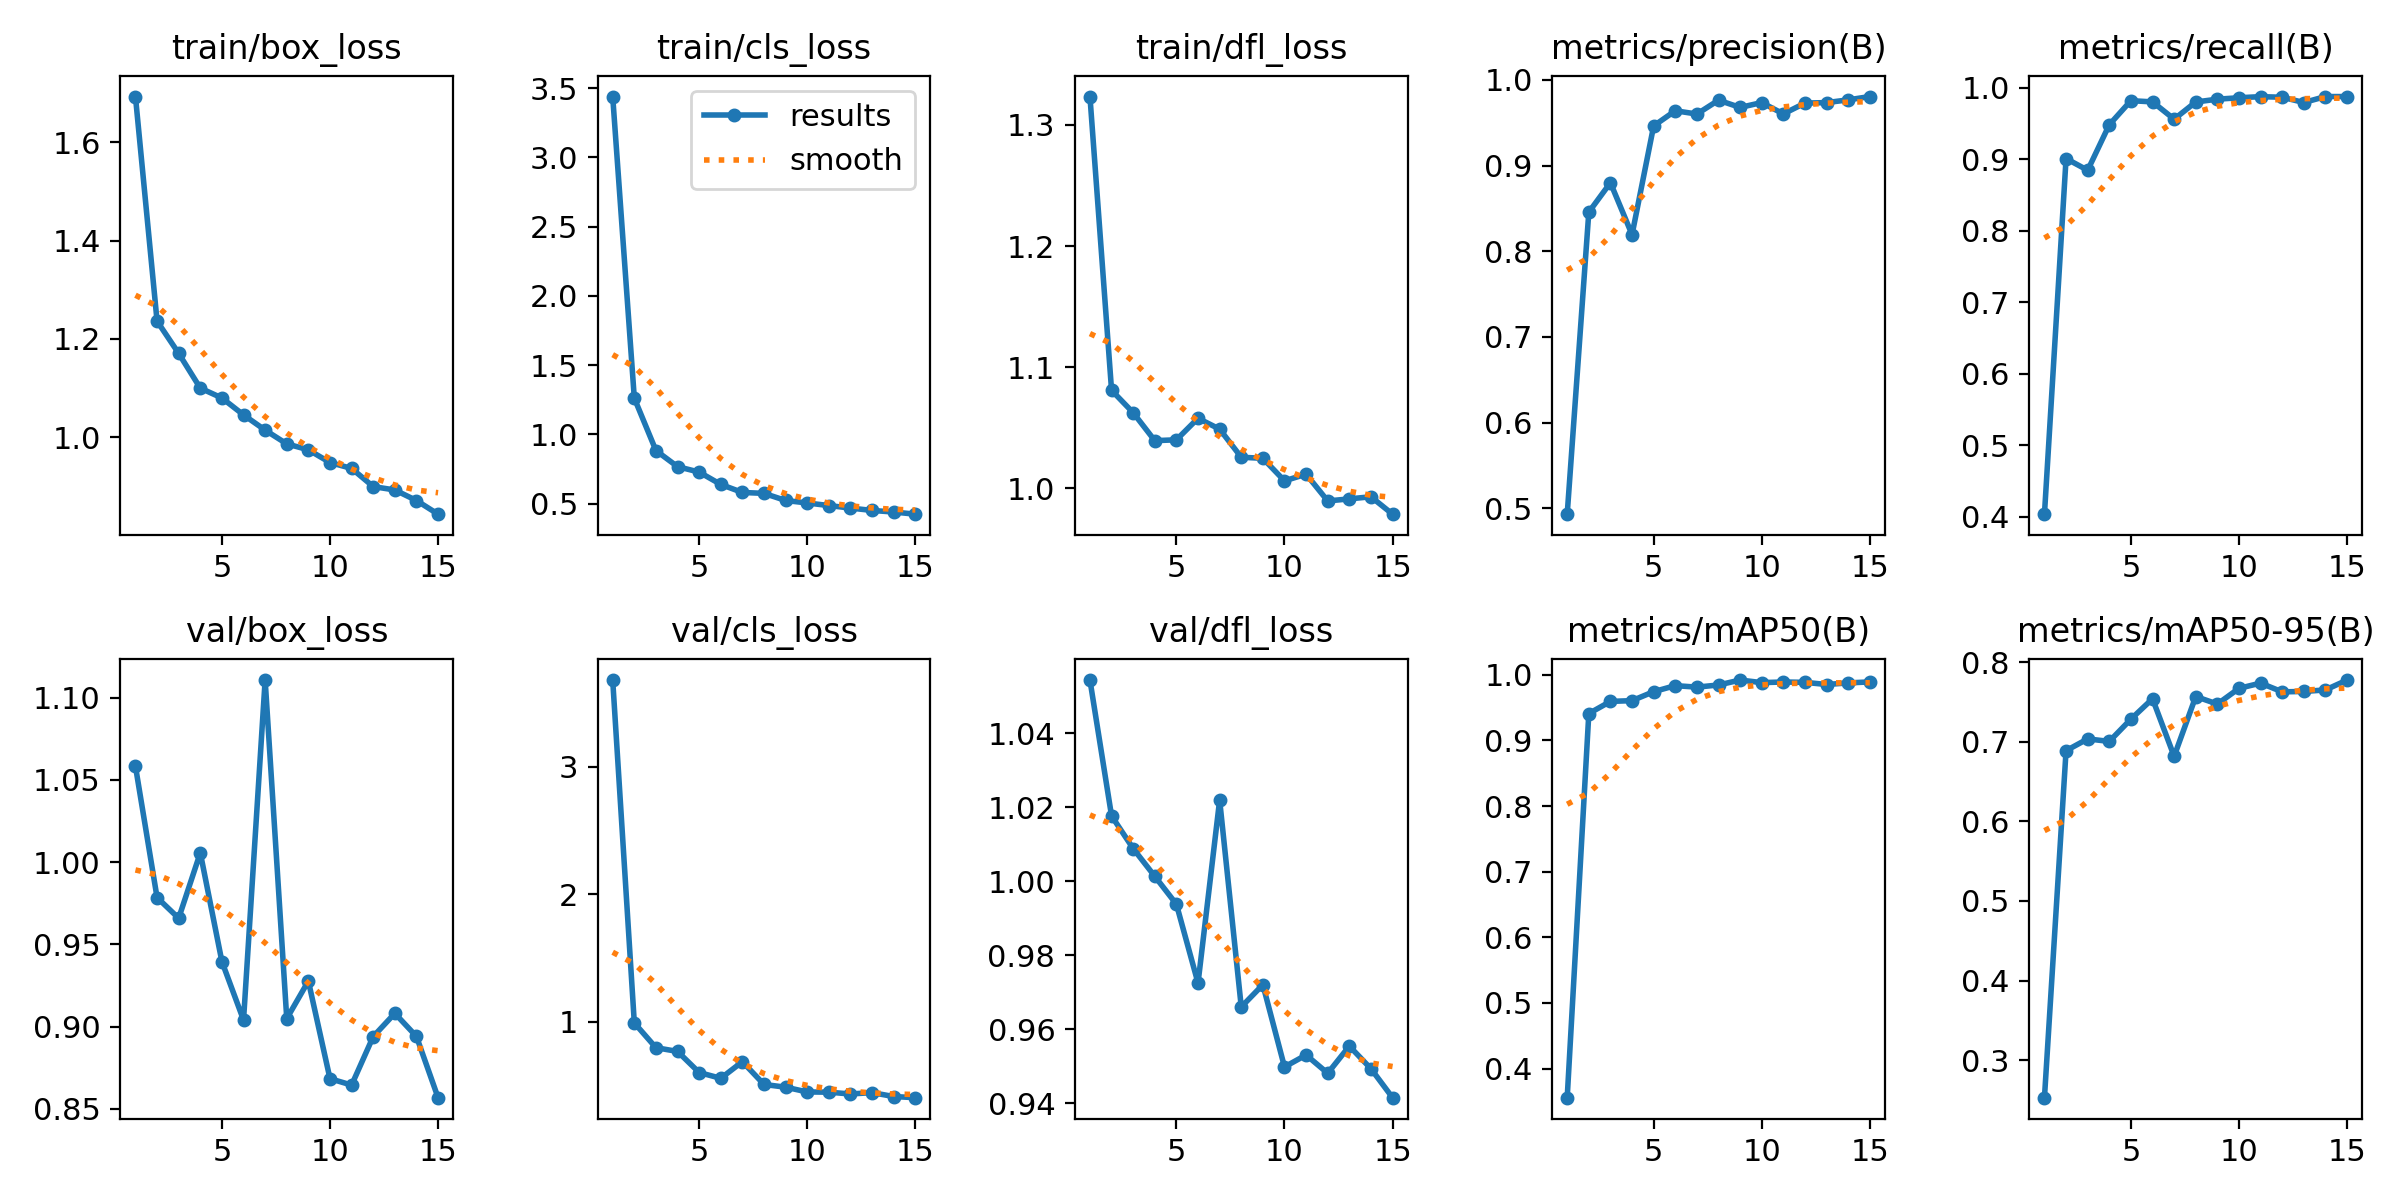 train/box_loss
1.6
1.4
1.2
1.0
5 10 15
train/cls_loss
3.5
3.0
2.5
2.0
1.5
1.0
0.5
results
smooth
5 10 15
train/dfl_loss
1.3
1.2
1.1
1.0
5 10 15
metrics/precision(B)
1.0
0.9
0.8
0.7
0.6
0.5
5 10 15
metrics/recall(B)
1.0
0.9
0.8
0.7
0.6
0.5
0.4
5 10 15
val/box_loss
1.10
1.05
1.00
0.95
0.90
0.85
5 10 15
val/cls_loss
3
2
1
5 10 15
val/dfl_loss
1.04
1.02
1.00
0.98
0.96
0.94
5 10 15
metrics/mAP50(B)
1.0
0.9
0.8
0.7
0.6
0.5
0.4
5 10 15
metrics/mAP50-95(B)
0.8
0.7
0.6
0.5
0.4
0.3
5 10 15